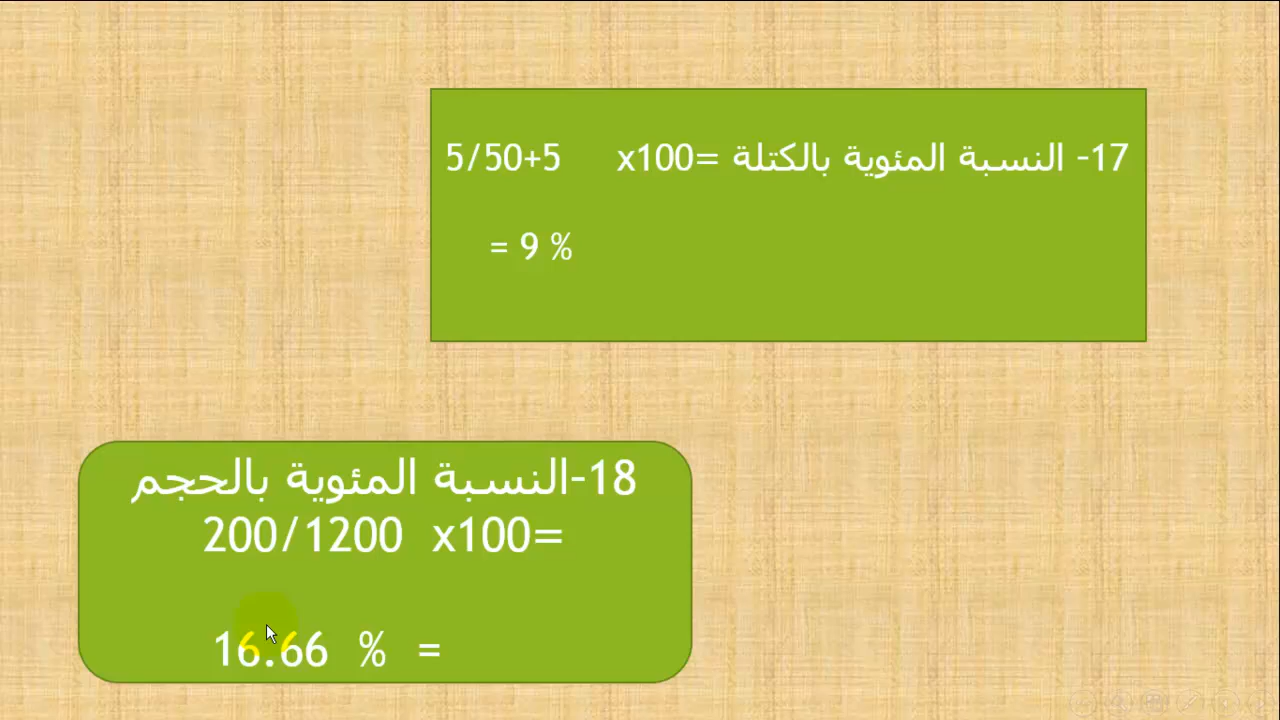 17- النسبة المئوية بالكتلة =x100 5/50+5
= 9 %
18-النسبة المئوية بالحجم
200/1200 x100=
16.66 % =